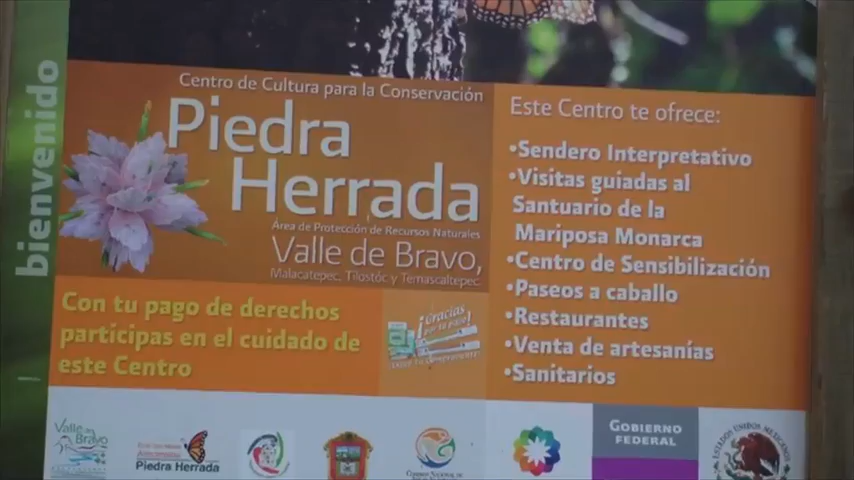 bienvenido
Centro de Cultura para la Conservación
Piedra
Herrada
Área de Protección de Recursos Naturales
Valle de Bravo,
Malacatepec, Tilostóc y Temascaltepec.
Con tu pago de derechos
participas en el cuidado de
este Centro
¡Gracias
por tu pago!
Este Centro te ofrece:
•Sendero Interpretativo
•Visitas guiadas al
Santuario de la
Mariposa Monarca
•Centro de Sensibilización
•Paseos a caballo
•Restaurantes
•Venta de artesanías
•Sanitarios
Valle de
Bravo
Piedra Herrada
GOBIERNO
FEDERAL
ESTADOS UNIDOS MEXICANOS